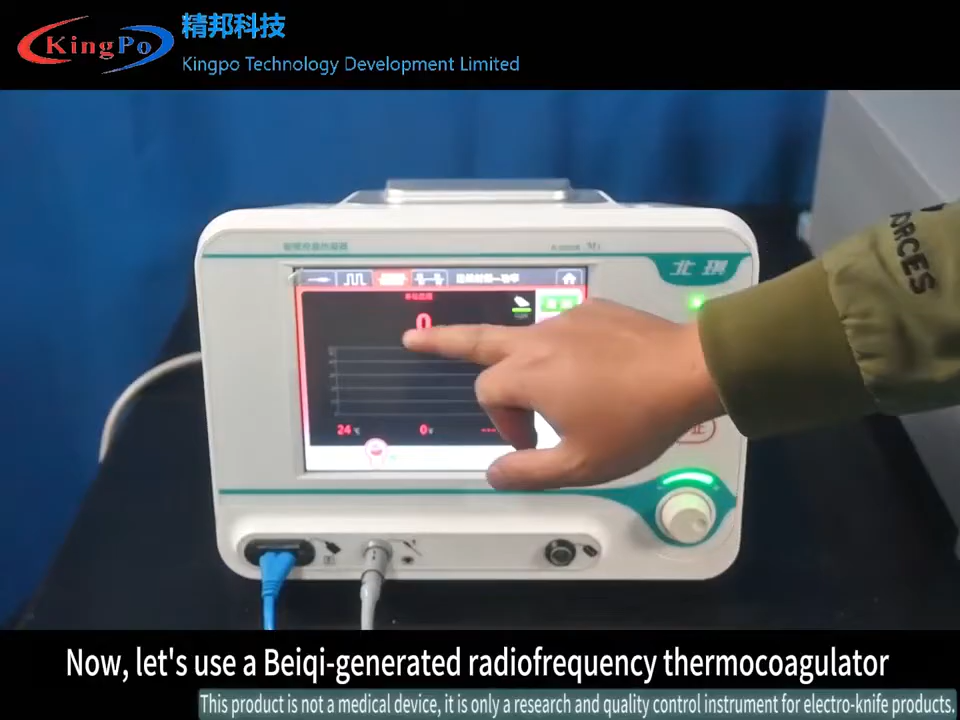 KingPo
精邦科技
Kingpo Technology Development Limited
北琪
0
24 ℃
0
FORCES
Now, let's use a Beiqi-generated radiofrequency thermocoagulator
This product is not a medical device, it is only a research and quality control instrument for electro-knife products.